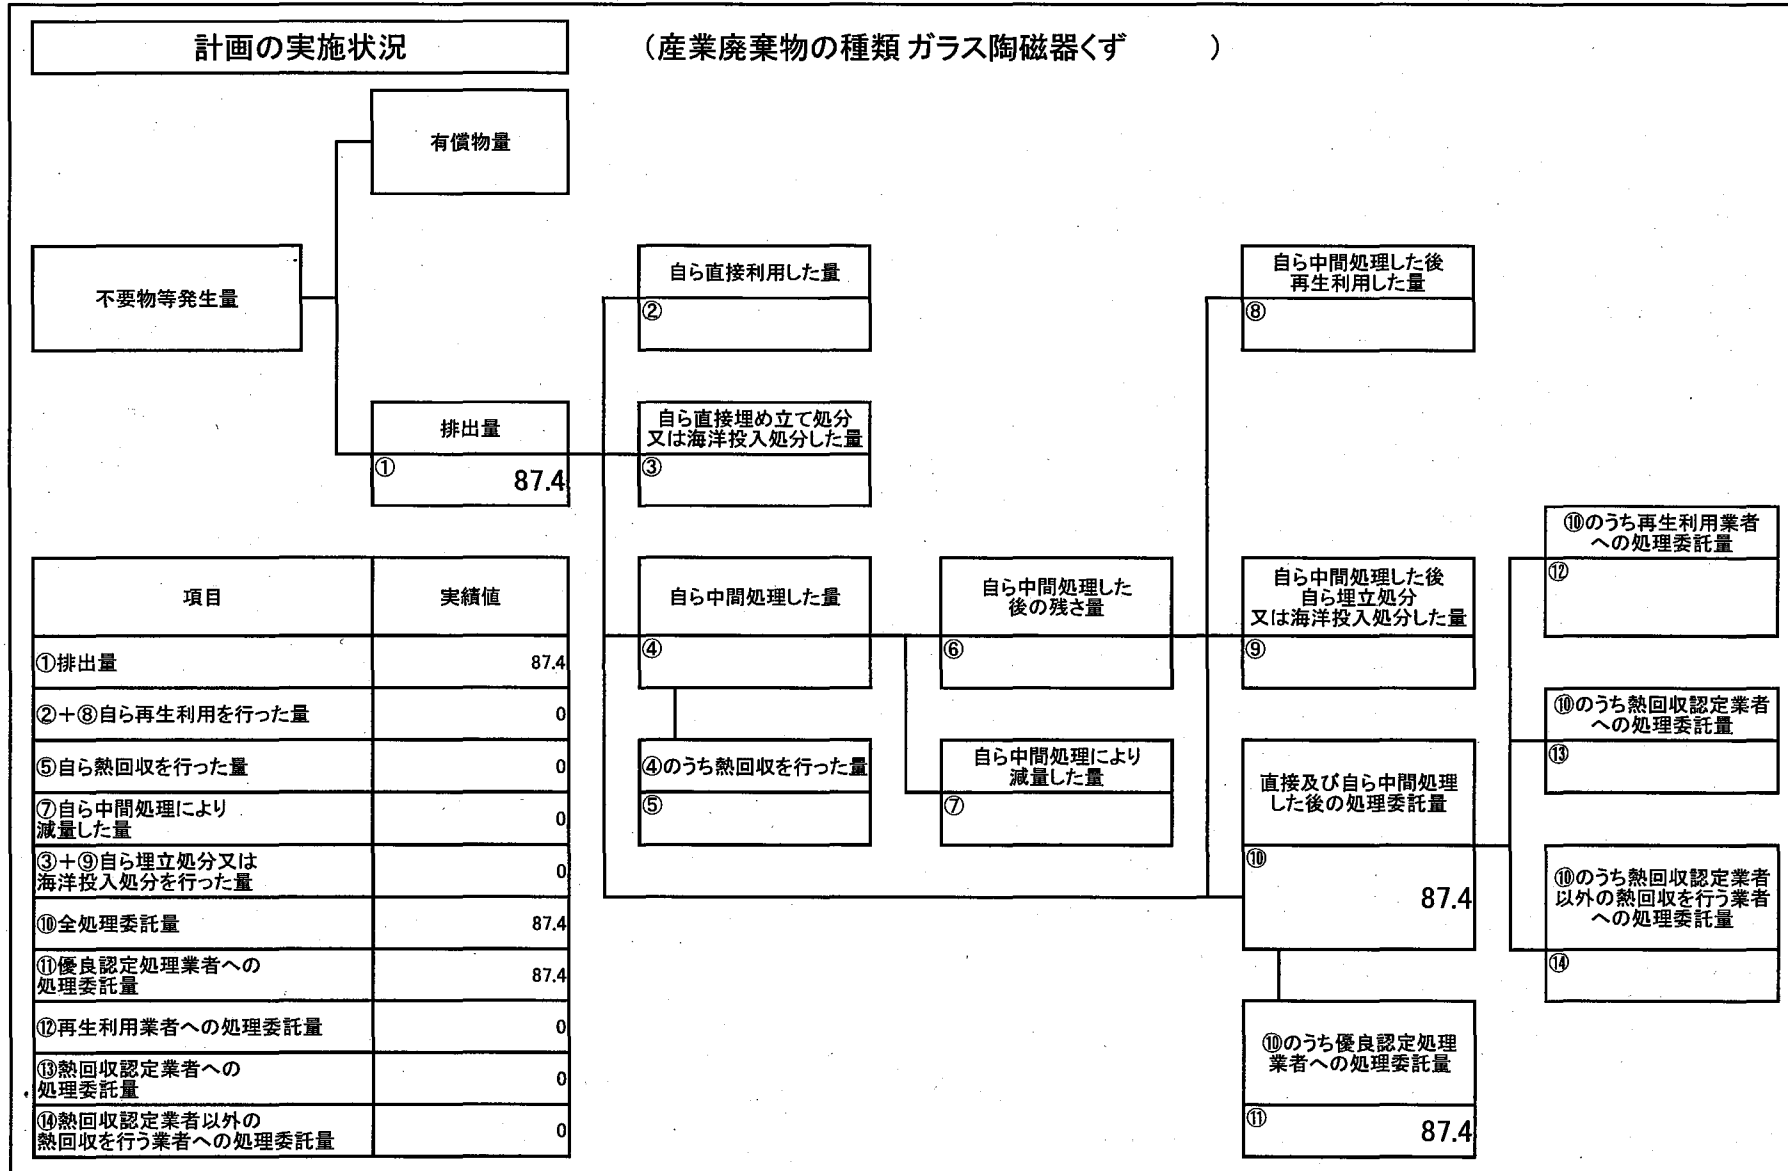 計画の実施状況
（産業廃棄物の種類 ガラス陶磁器くず　　　）
有償物量
不要物等発生量
自ら直接利用した量
②
自ら中間処理した後
再生利用した量
⑧
排出量
①
87.4
自ら直接埋め立て処分
又は海洋投入処分した量
③
⑩のうち再生利用業者
への処理委託量
⑫
自ら中間処理した量
④
自ら中間処理した
後の残さ量
⑥
自ら中間処理した後
自ら埋立処分
又は海洋投入処分した量
⑨
⑩のうち熱回収認定業者
への処理委託量
⑬
④のうち熱回収を行った量
⑤
自ら中間処理により
減量した量
⑦
直接及び自ら中間処理
した後の処理委託量
⑩
87.4
⑩のうち熱回収認定業者
以外の熱回収を行う業者
への処理委託量
⑭
⑩のうち優良認定処理
業者への処理委託量
⑪
87.4
項目 実績値
①排出量 87.4
②＋⑧自ら再生利用を行った量 0
⑤自ら熱回収を行った量 0
⑦自ら中間処理により
減量した量 0
③＋⑨自ら埋立処分又は
海洋投入処分を行った量 0
⑩全処理委託量 87.4
⑪優良認定処理業者への
処理委託量 87.4
⑫再生利用業者への処理委託量 0
⑬熱回収認定業者への
処理委託量 0
⑭熱回収認定業者以外の
熱回収を行う業者への処理委託量 0